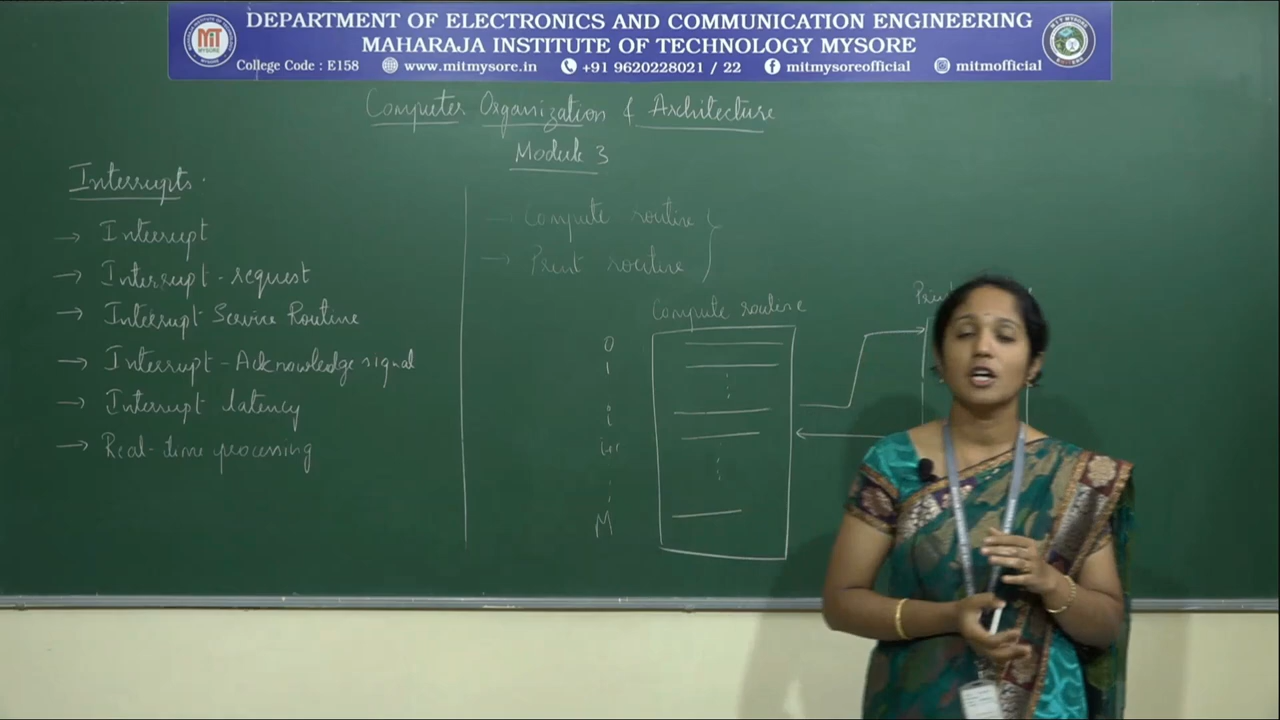 DEPARTMENT OF ELECTRONICS AND COMMUNICATION ENGINEERING
MAHARAJA INSTITUTE OF TECHNOLOGY MYSORE
College Code : E158 www.mitmysore.in +91 9620228021 / 22 mitmysoreofficial mitmofficial
MIT
MYSORE
Computer Organization & Architecture
Module 3
Interrupts.
→ Interrupt
→ Interrupt-request
→ Interrupt Service Routine
→ Interrupt-Acknowledge signal
→ Interrupt latency
→ Real-time processing
→ Compute routine
→ Print routine
Compute routine
0
1
i
i+1
M